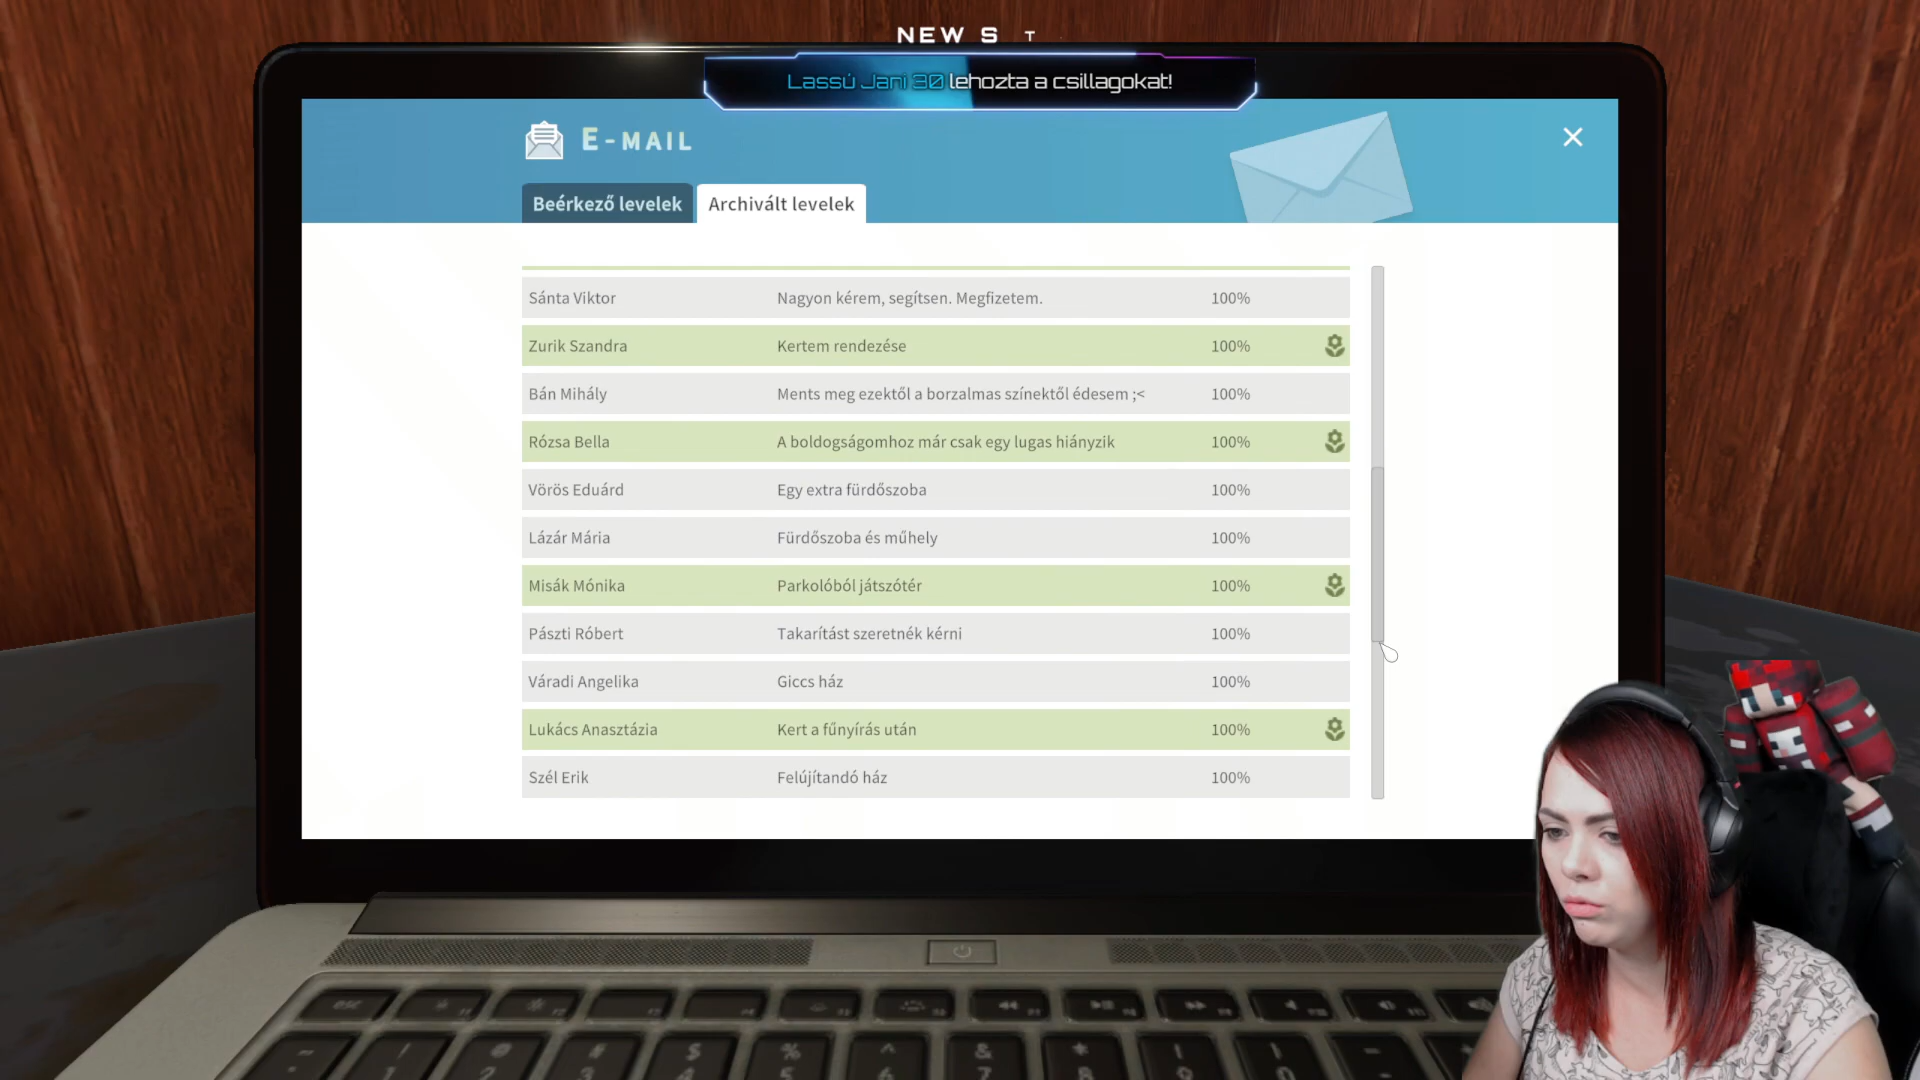 NEW S T
Lassú Jani 30 lehozta a csillagokat!
E-MAIL
Beérkező levelek
Archivált levelek
Sánta Viktor Nagyon kérem, segítsen. Megfizetem. 100%
Zurik Szandra Kertem rendezése 100%
Bán Mihály Ments meg ezektől a borzalmas színektől édesem ;< 100%
Rózsa Bella A boldogságomhoz már csak egy lugas hiányzik 100%
Vörös Eduárd Egy extra fürdőszoba 100%
Lázár Mária Fürdőszoba és műhely 100%
Misák Mónika Parkolóból játszótér 100%
Pászti Róbert Takarítást szeretnék kérni 100%
Váradi Angelika Giccs ház 100%
Lukács Anasztázia Kert a fűnyírás után 100%
Szél Erik Felújítandó ház 100%